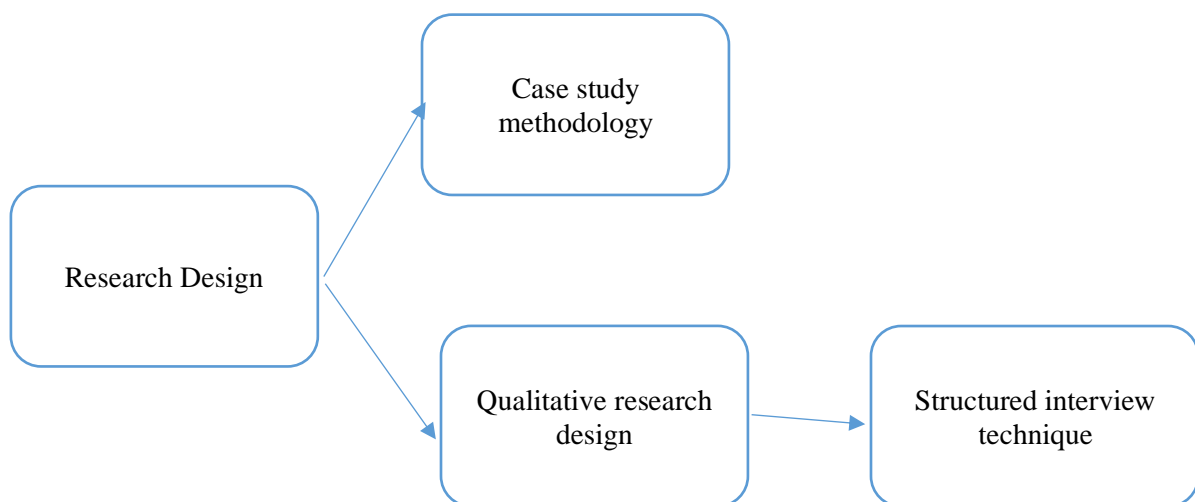 Case study
methodology
Research Design
Qualitative research
design
Structured interview
technique